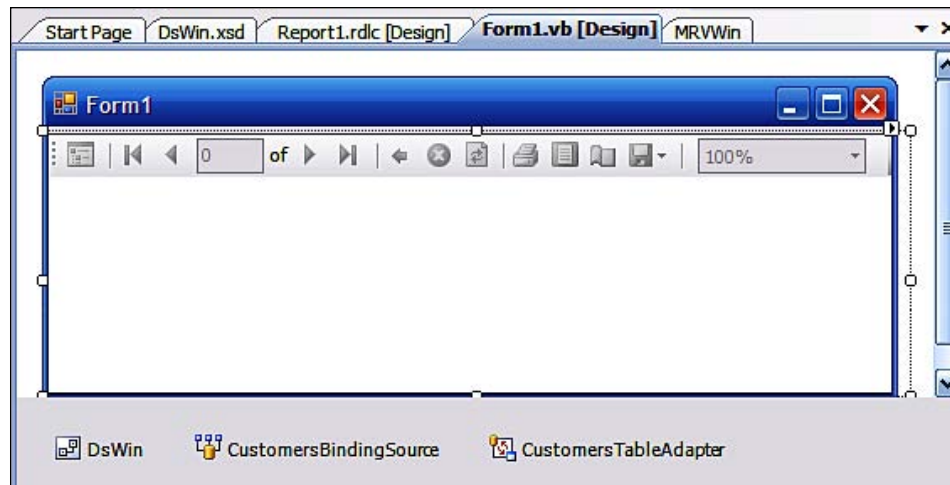 Start Page DsWin.xsd Report1.rdlc [Design] Form1.vb [Design] MRVWin
Form1
0 of 100%
DsWin CustomersBindingSource CustomersTableAdapter